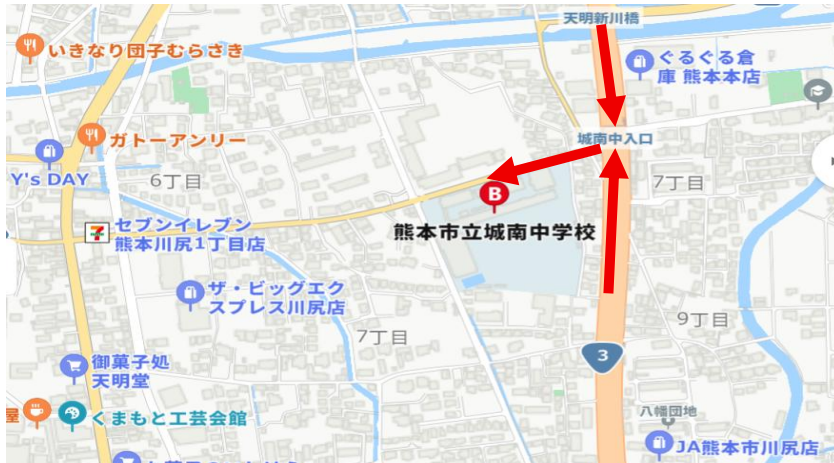 天明新川橋
いきなり団子むらさき
ぐるぐる倉
庫 熊本本店
ガトーアンリー
城南中入口
Y's DAY
6丁目
B
7丁目
セブンイレブン
熊本川尻1丁目店
熊本市立城南中学校
ザ・ビッグエク
スプレス川尻店
7丁目
9丁目
3
御菓子処
天明堂
屋
くまもと工芸会館
八幡団地
JA熊本市川尻店